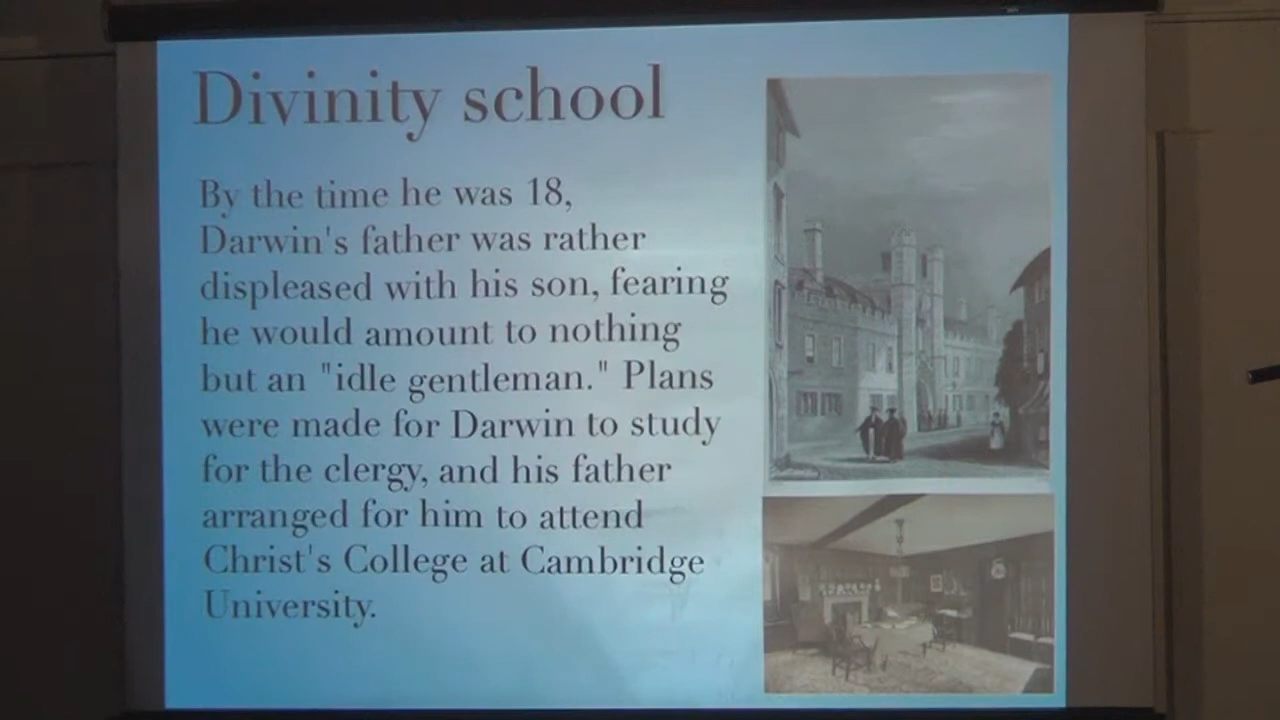 Divinity school
By the time he was 18,
Darwin's father was rather
displeased with his son, fearing
he would amount to nothing
but an "idle gentleman." Plans
were made for Darwin to study
for the clergy, and his father
arranged for him to attend
Christ's College at Cambridge
University.